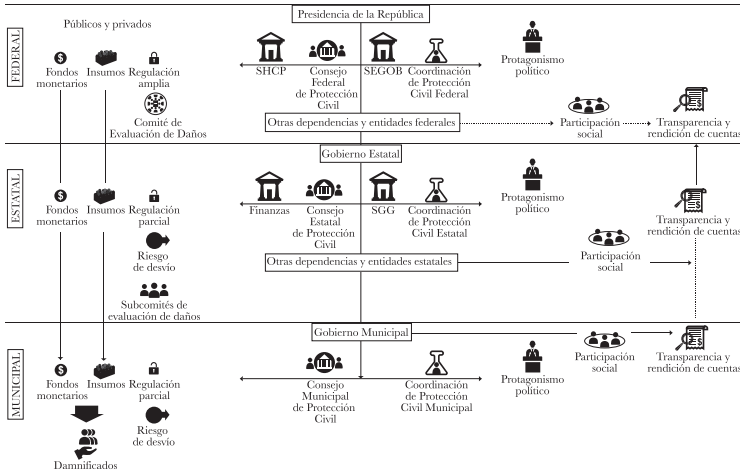 Presidencia de la República
Públicos y privados
FEDERAL
Fondos
monetarios
Insumos
Regulación
amplia
SHCP
Consejo
Federal
de Protección
Civil
SEGOB
Coordinación
de Protección
Civil Federal
Protagonismo
político
Comité de
Evaluación de Daños
Otras dependencias y entidades federales
Participación
social
Transparencia y
rendición de cuentas
Gobierno Estatal
ESTATAL
Fondos
monetarios
Insumos
Regulación
parcial
Finanzas
Consejo
Estatal
de Protección
Civil
SGG
Coordinación
de Protección
Civil Estatal
Protagonismo
político
Transparencia y
rendición de cuentas
Riesgo
de desvío
Otras dependencias y entidades estatales
Participación
social
Subcomités de
evaluación de daños
Gobierno Municipal
MUNICIPAL
Fondos
monetarios
Insumos
Regulación
parcial
Consejo
Municipal
de Protección
Civil
Coordinación
de Protección
Civil Municipal
Protagonismo
político
Participación
social
Transparencia y
rendición de cuentas
Riesgo
de desvío
Damnificados